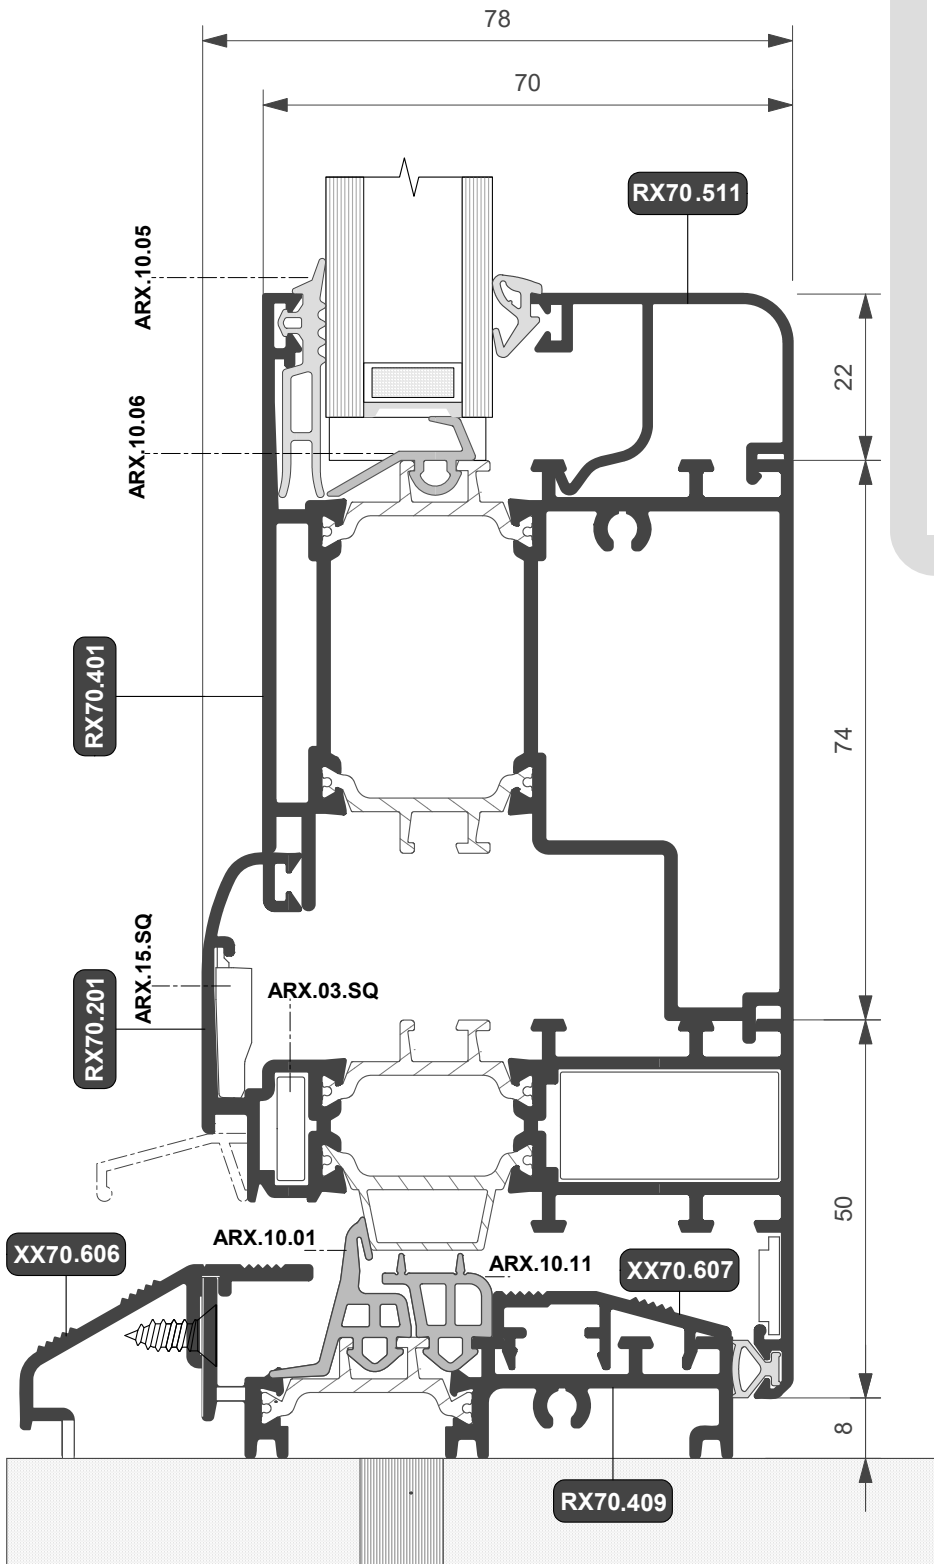 78
70
RX70.511
ARX.10.05
22
ARX.10.06
RX70.401
74
ARX.15.SQ
RX70.201
ARX.03.SQ
50
ARX.10.01
XX70.606
ARX.10.11
XX70.607
8
RX70.409